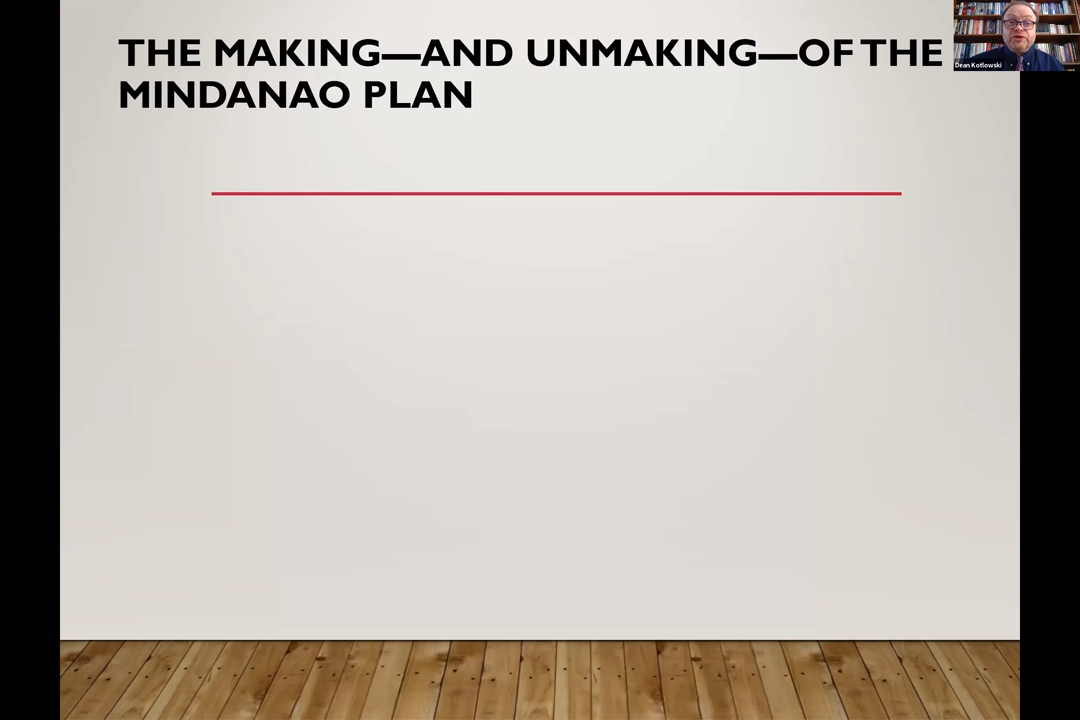 THE MAKING—AND UNMAKING—OF THE
MINDANAO PLAN
Dean Kotlowski